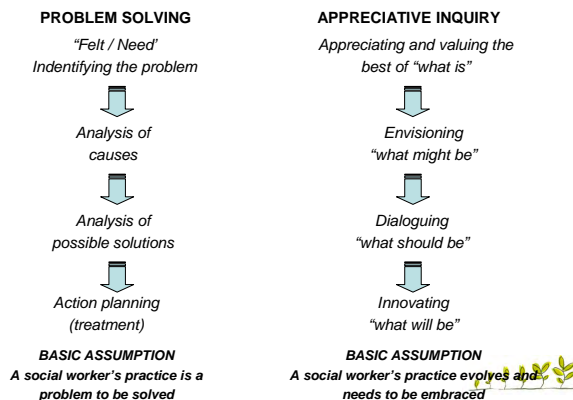 PROBLEM SOLVING
“Felt / Need’
Indentifying the problem
Analysis of
causes
Analysis of
possible solutions
Action planning
(treatment)
BASIC ASSUMPTION
A social worker’s practice is a
problem to be solved
APPRECIATIVE INQUIRY
Appreciating and valuing the
best of “what is”
Envisioning
“what might be”
Dialoguing
“what should be”
Innovating
“what will be”
BASIC ASSUMPTION
A social worker’s practice evolves and
needs to be embraced